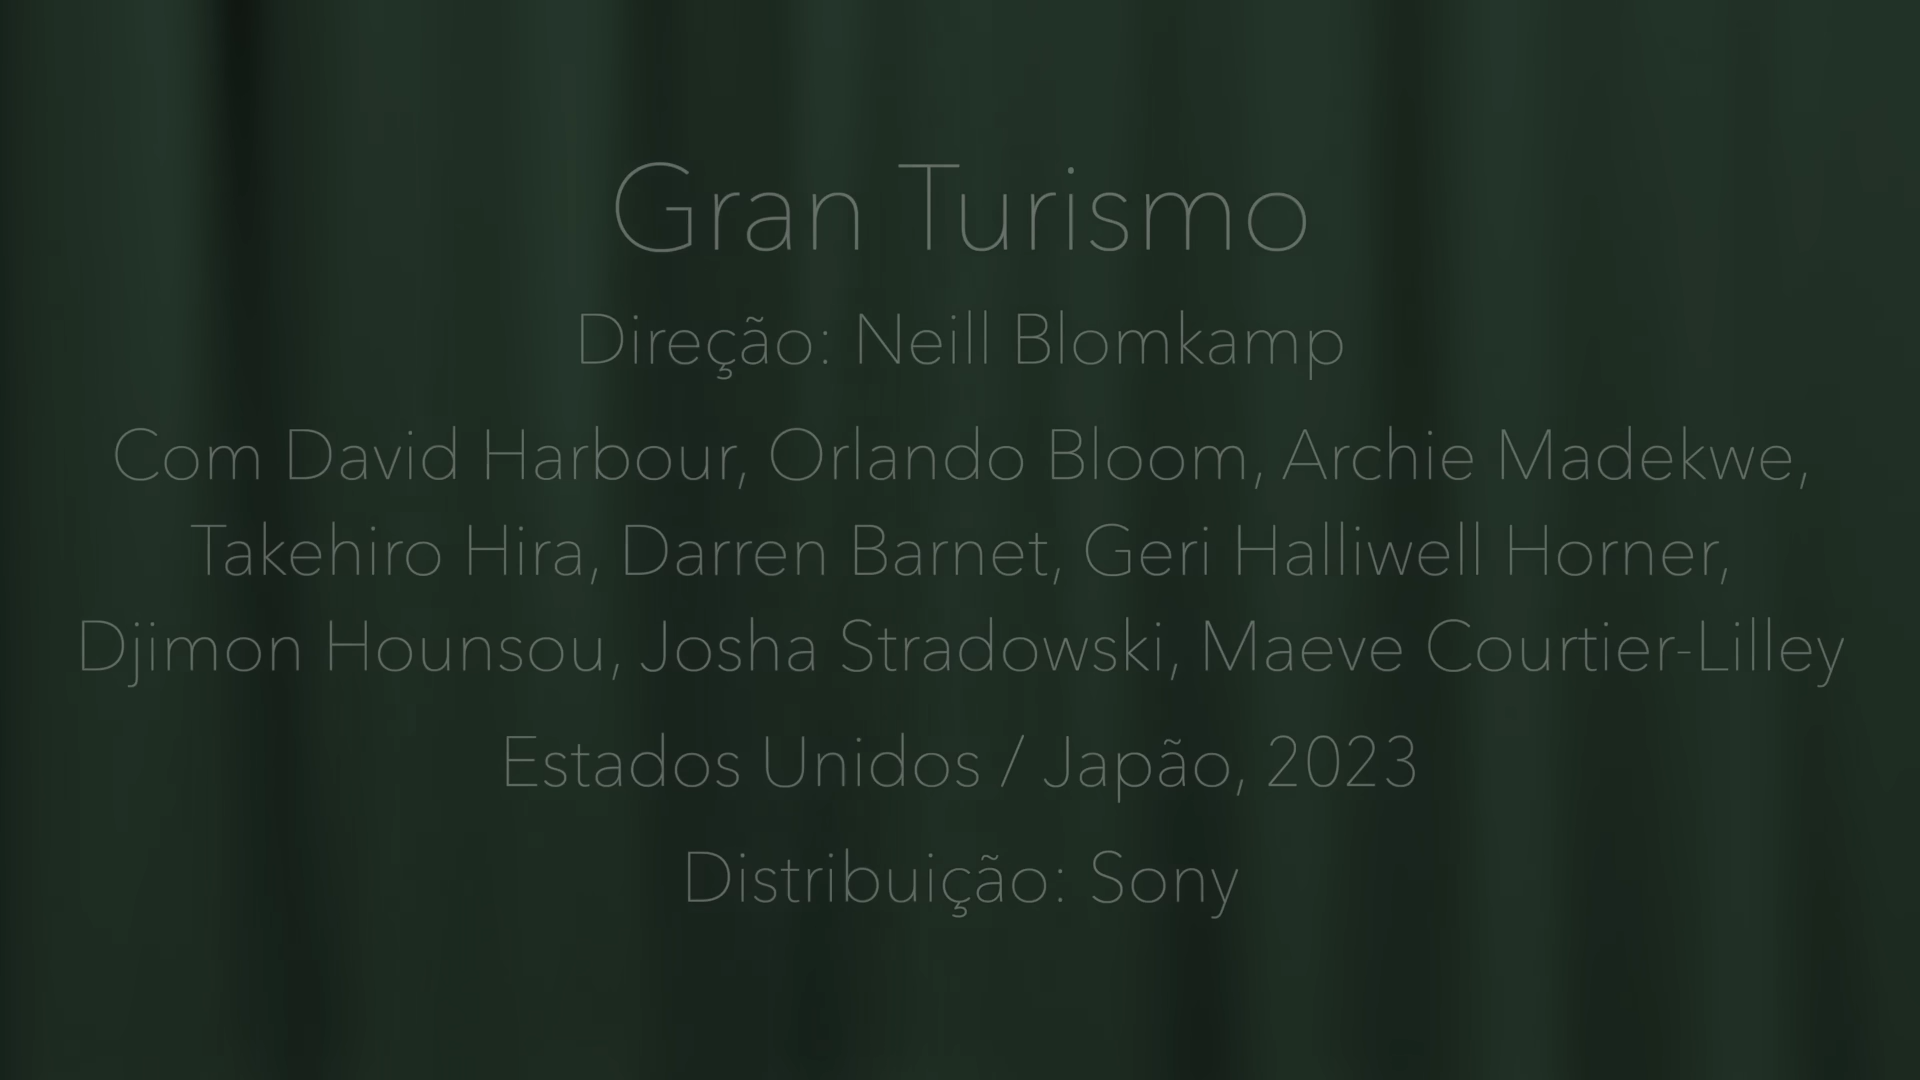 Gran Turismo
Direção: Neill Blomkamp
Com David Harbour, Orlando Bloom, Archie Madekwe,
Takehiro Hira, Darren Barnet, Geri Halliwell Horner,
Djimon Hounsou, Josha Stradowski, Maeve Courtier-Lilley
Estados Unidos / Japão, 2023
Distribuição: Sony